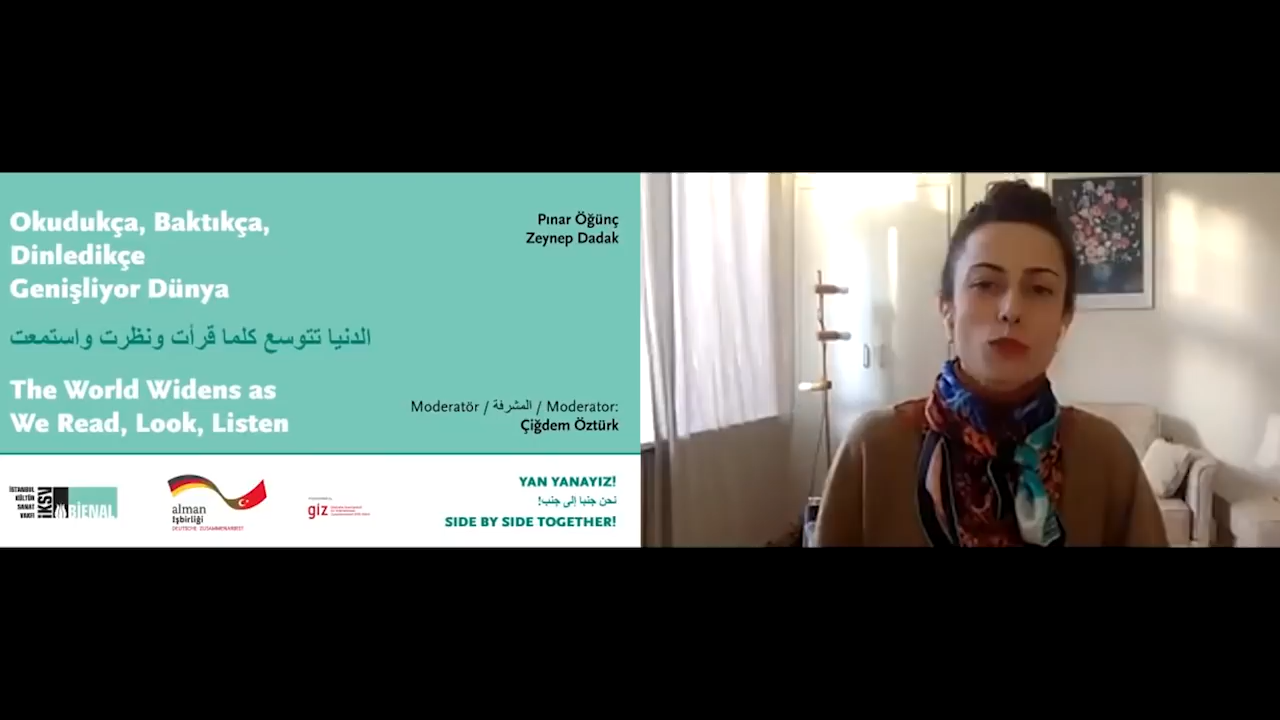 Okudukça, Baktıkça,
Dinledikçe
Genişliyor Dünya
الدنيا تتوسع كلما قرأت ونظرت واستمعت
The World Widens as
We Read, Look, Listen
Pınar Öğünç
Zeynep Dadak
Moderatör / المشرفة / Moderator:
Çiğdem Öztürk
İSTANBUL
KÜLTÜR
SANAT
VAKFI
İKSV
BİENAL
alman
işbirliği
DEUTSCHE ZUSAMMENARBEIT
giz
YAN YANAYIZ!
نحن جنبا إلى جنب!
SIDE BY SIDE TOGETHER!